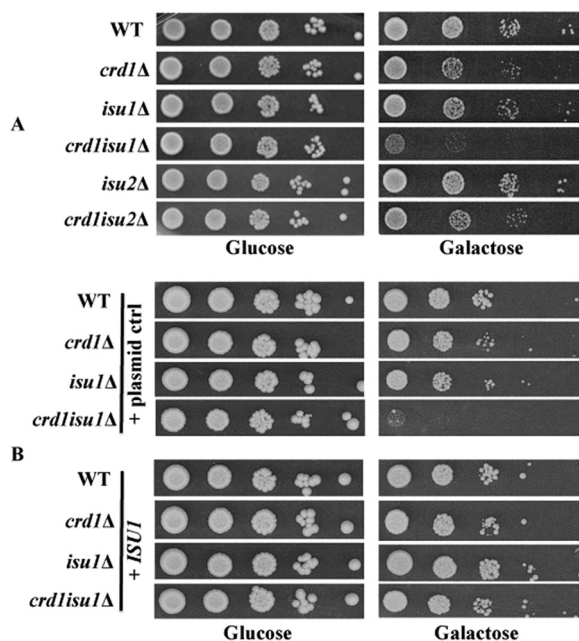 A
WT
crd1Δ
isu1Δ
crd1isu1Δ
isu2Δ
crd1isu2Δ
Glucose Galactose
B
WT
crd1Δ
isu1Δ
crd1isu1Δ
+ plasmid ctrl
WT
crd1Δ
isu1Δ
crd1isu1Δ
+ ISU1
Glucose Galactose